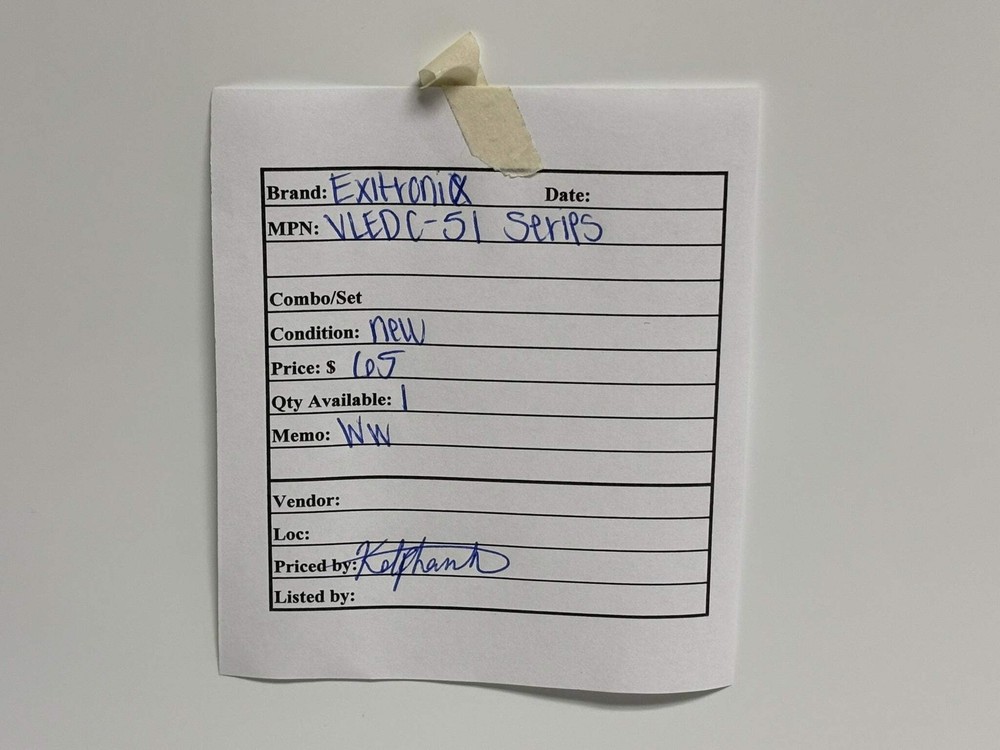 Brand: Exitronix Date:
MPN: VLEDC-51 Series
Combo/Set
Condition: new
Price: $ 65
Qty Available: 1
Memo: WW
Vendor:
Loc:
Priced by:
Listed by: